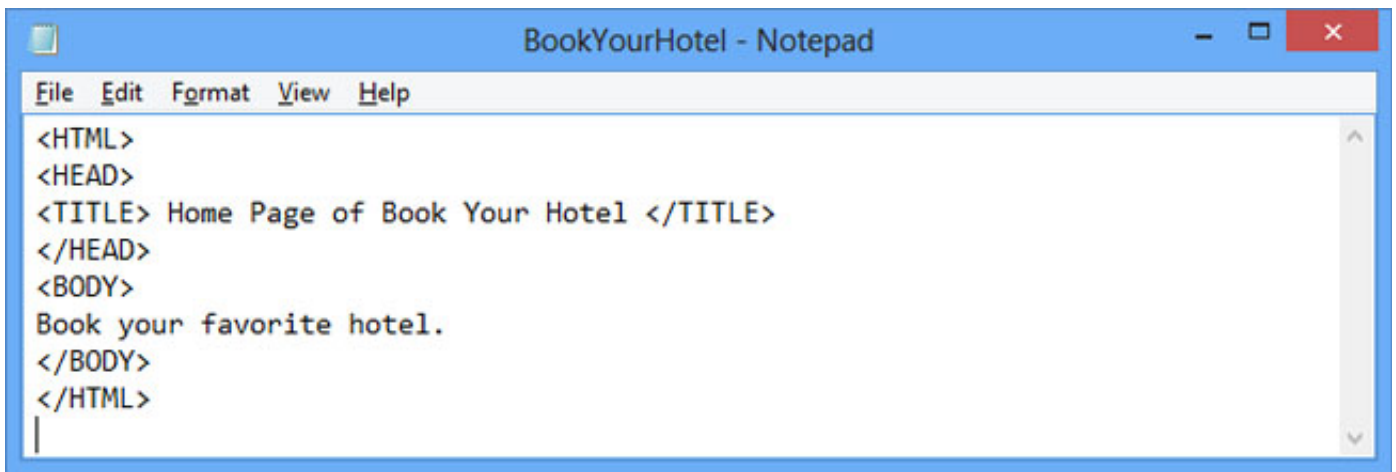 BookYourHotel - Notepad
File Edit Format View Help
<HTML>
<HEAD>
<TITLE> Home Page of Book Your Hotel </TITLE>
</HEAD>
<BODY>
Book your favorite hotel.
</BODY>
</HTML>